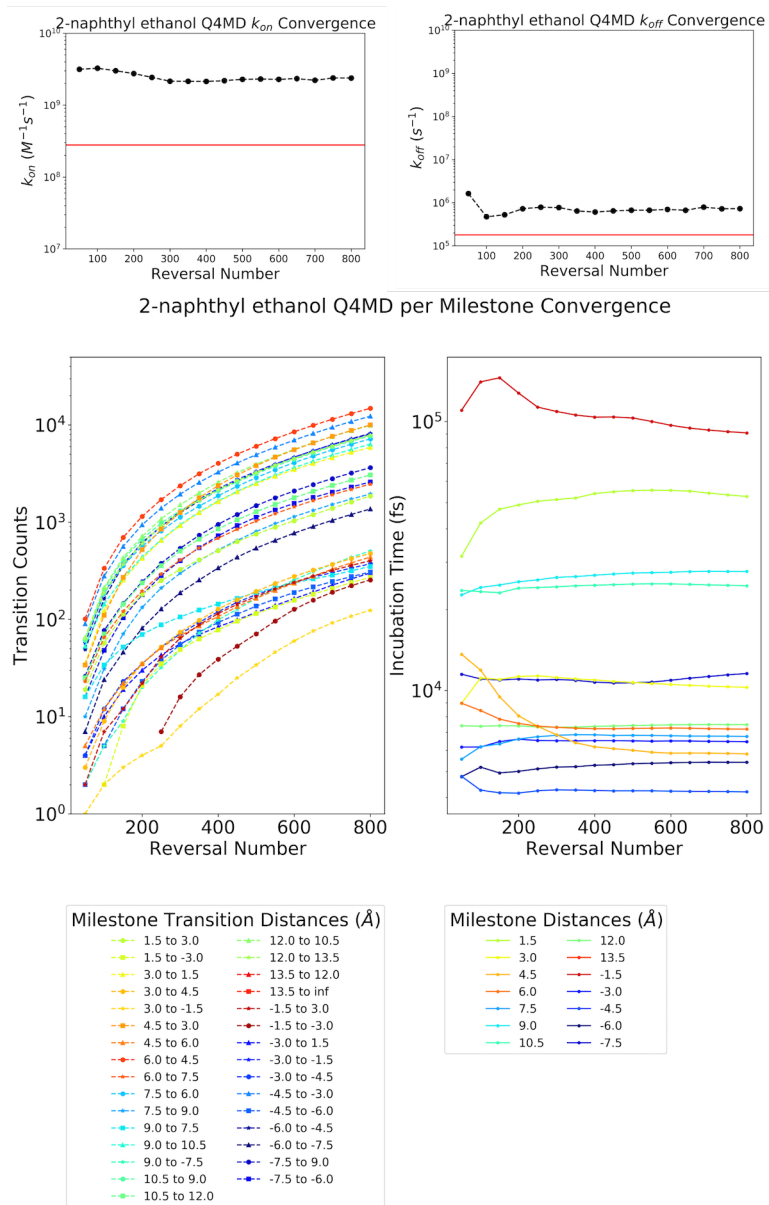 2-naphthyl ethanol Q4MD k_on Convergence
10^10
10^9
10^8
10^7
k_on (M^−1s^−1)
100 200 300 400 500 600 700 800
Reversal Number
2-naphthyl ethanol Q4MD k_off Convergence
10^10
10^9
10^8
10^7
10^6
10^5
k_off (s^−1)
100 200 300 400 500 600 700 800
Reversal Number
2-naphthyl ethanol Q4MD per Milestone Convergence
10^4
10^3
10^2
10^1
10^0
Transition Counts
200 400 600 800
Reversal Number
10^5
10^4
Incubation Time (fs)
200 400 600 800
Reversal Number
Milestone Transition Distances (Å)
1.5 to 3.0
1.5 to -3.0
3.0 to 1.5
3.0 to 4.5
3.0 to -1.5
4.5 to 3.0
4.5 to 6.0
6.0 to 4.5
6.0 to 7.5
7.5 to 6.0
7.5 to 9.0
9.0 to 7.5
9.0 to 10.5
9.0 to -7.5
10.5 to 9.0
10.5 to 12.0
12.0 to 10.5
12.0 to 13.5
13.5 to 12.0
13.5 to inf
-1.5 to 3.0
-1.5 to -3.0
-3.0 to 1.5
-3.0 to -1.5
-3.0 to -4.5
-4.5 to -3.0
-4.5 to -6.0
-6.0 to -4.5
-6.0 to -7.5
-7.5 to 9.0
-7.5 to -6.0
Milestone Distances (Å)
1.5
3.0
4.5
6.0
7.5
9.0
10.5
12.0
13.5
-1.5
-3.0
-4.5
-6.0
-7.5